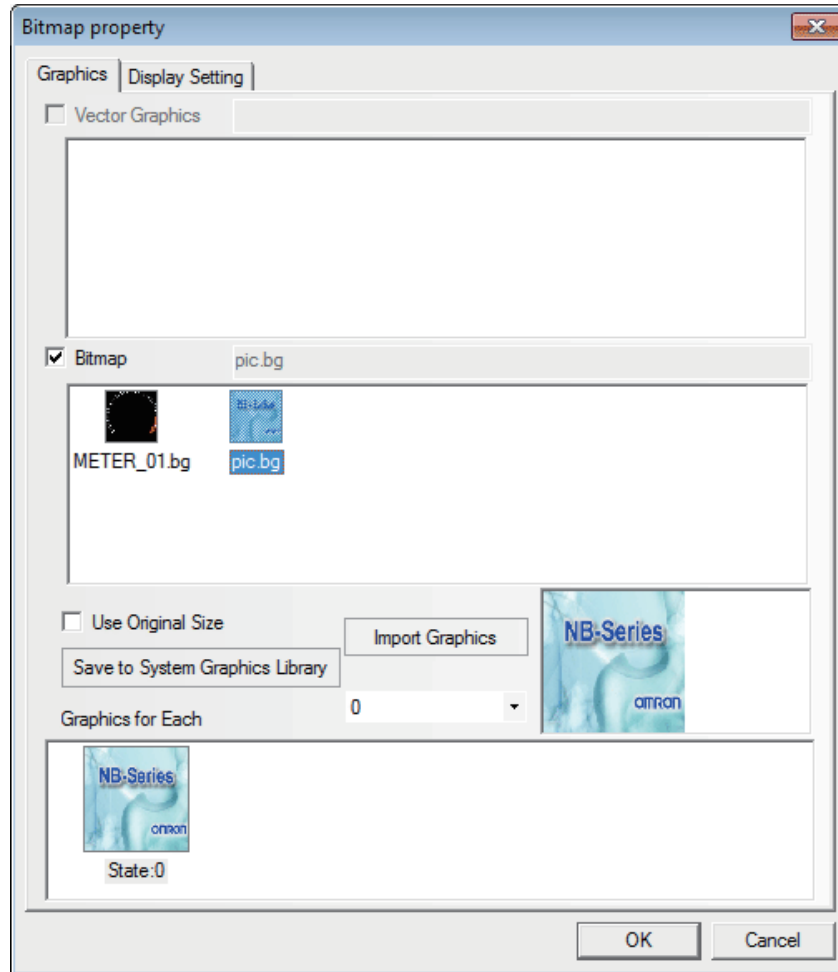 Bitmap property
Graphics
Display Setting
Vector Graphics
Bitmap
pic.bg
METER_01.bg
pic.bg
Use Original Size
Import Graphics
Save to System Graphics Library
0
Graphics for Each
NB-Series
OMRON
NB-Series
OMRON
State:0
OK
Cancel